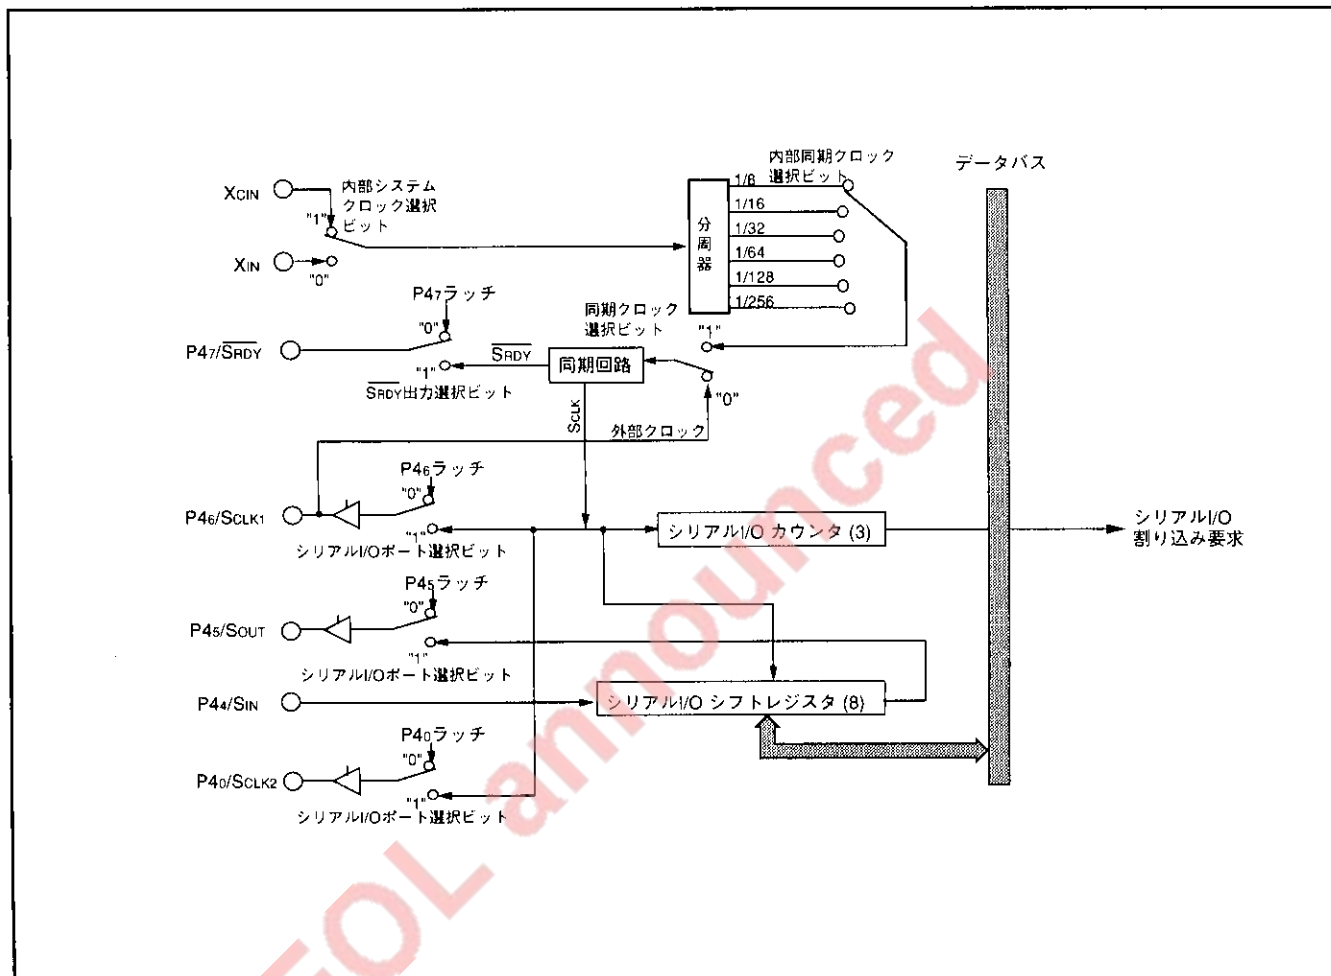 内部同期クロック
選択ビット
データバス
XCIN
内部システム
クロック選択
ビット
"1"
XIN
"0"
分周器
1/8
1/16
1/32
1/64
1/128
1/256
P47ラッチ
"0"
P47/SRDY
"1"
SRDY
SRDY出力選択ビット
同期回路
同期クロック
選択ビット
"1"
"0"
SCLK
外部クロック
P46ラッチ
"0"
P46/SCLK1
"1"
シリアルI/Oポート選択ビット
シリアルI/O カウンタ (3)
シリアルI/O
割り込み要求
P45ラッチ
"0"
P45/SOUT
"1"
シリアルI/Oポート選択ビット
P44/SIN
シリアルI/O シフトレジスタ (8)
P40ラッチ
"0"
P40/SCLK2
"1"
シリアルI/Oポート選択ビット
EOL announced